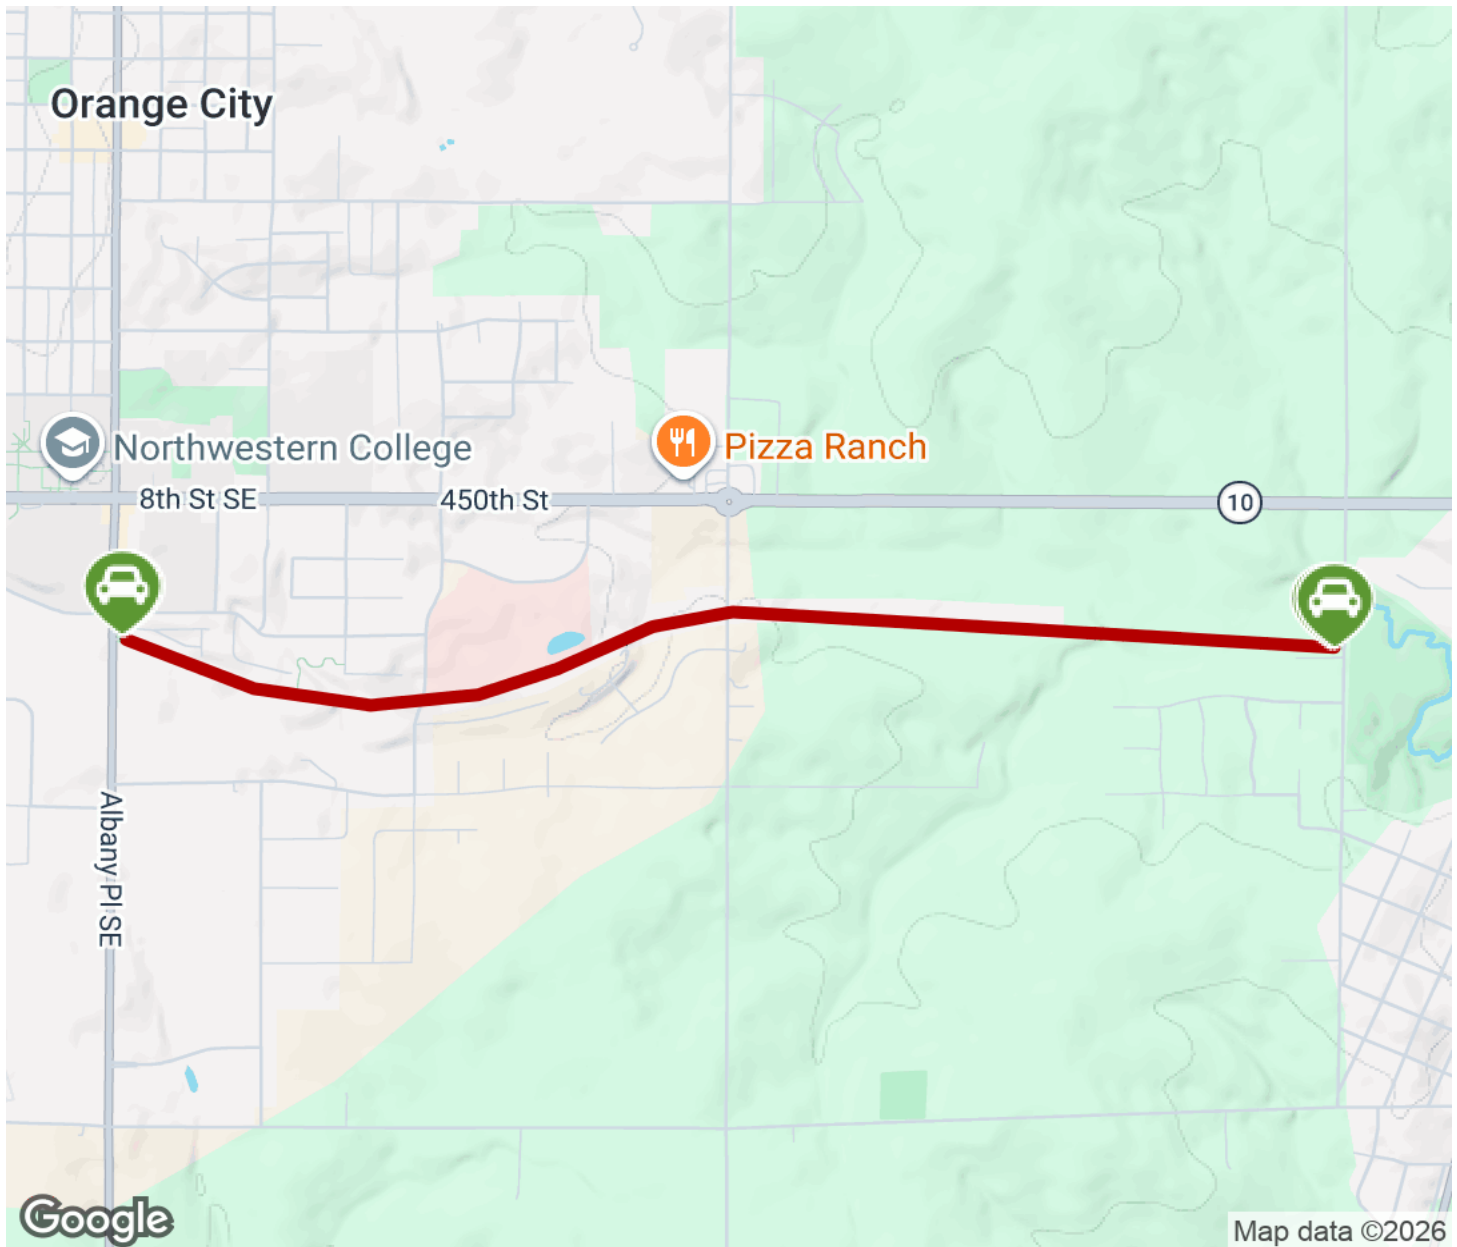 Orange City
Northwestern College
Pizza Ranch
8th St SE
450th St
10
Albany Pl SE
Google
Map data ©2026